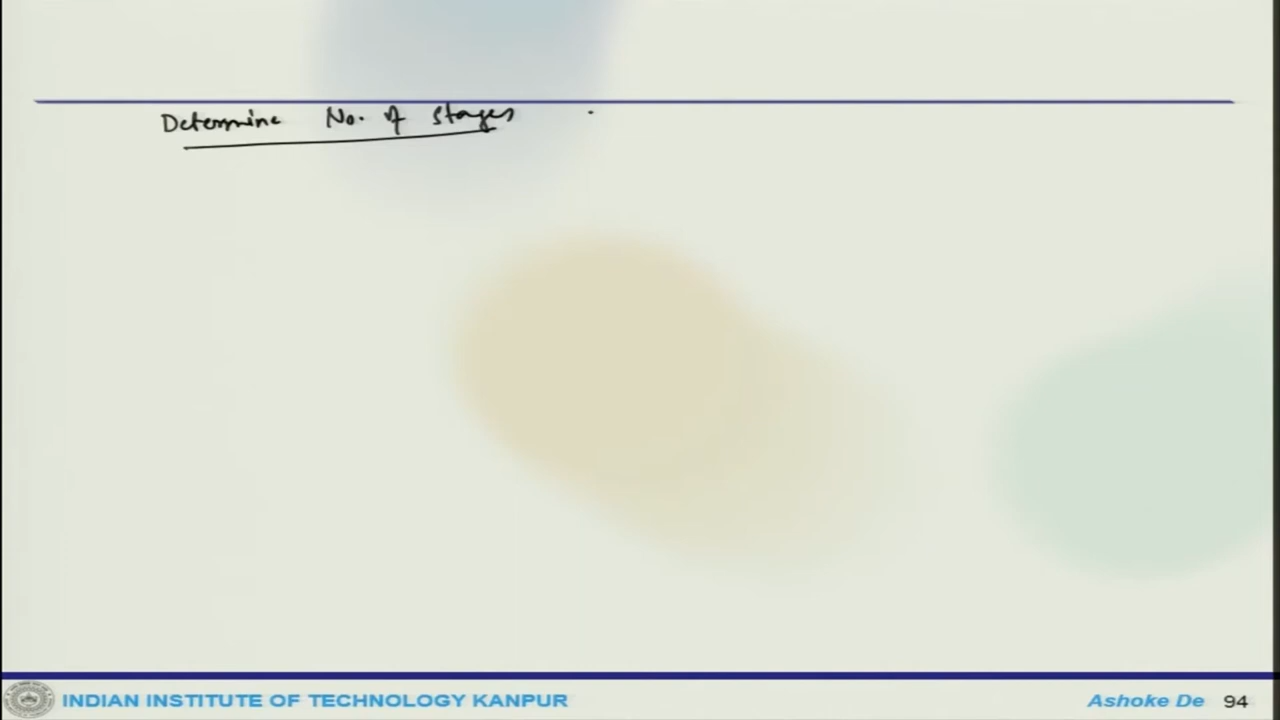 Determine No. of stages
INDIAN INSTITUTE OF TECHNOLOGY KANPUR
Ashoke De 94